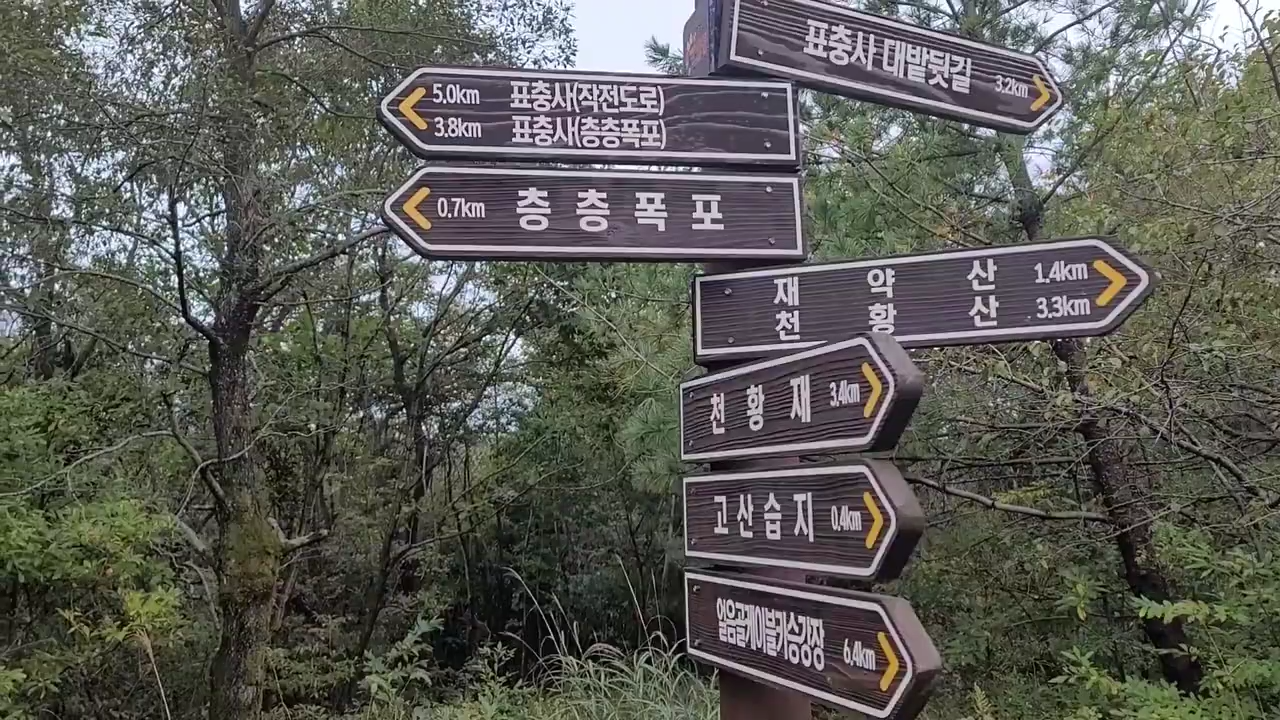 표충사 대밭뒷길 3.2km
5.0km 표충사(작전도로)
3.8km 표충사(층층폭포)
0.7km 층층폭포
재약산 1.4km
천황산 3.3km
천황재 3.4km
고산습지 0.4km
얼음골케이블카승강장 6.4km